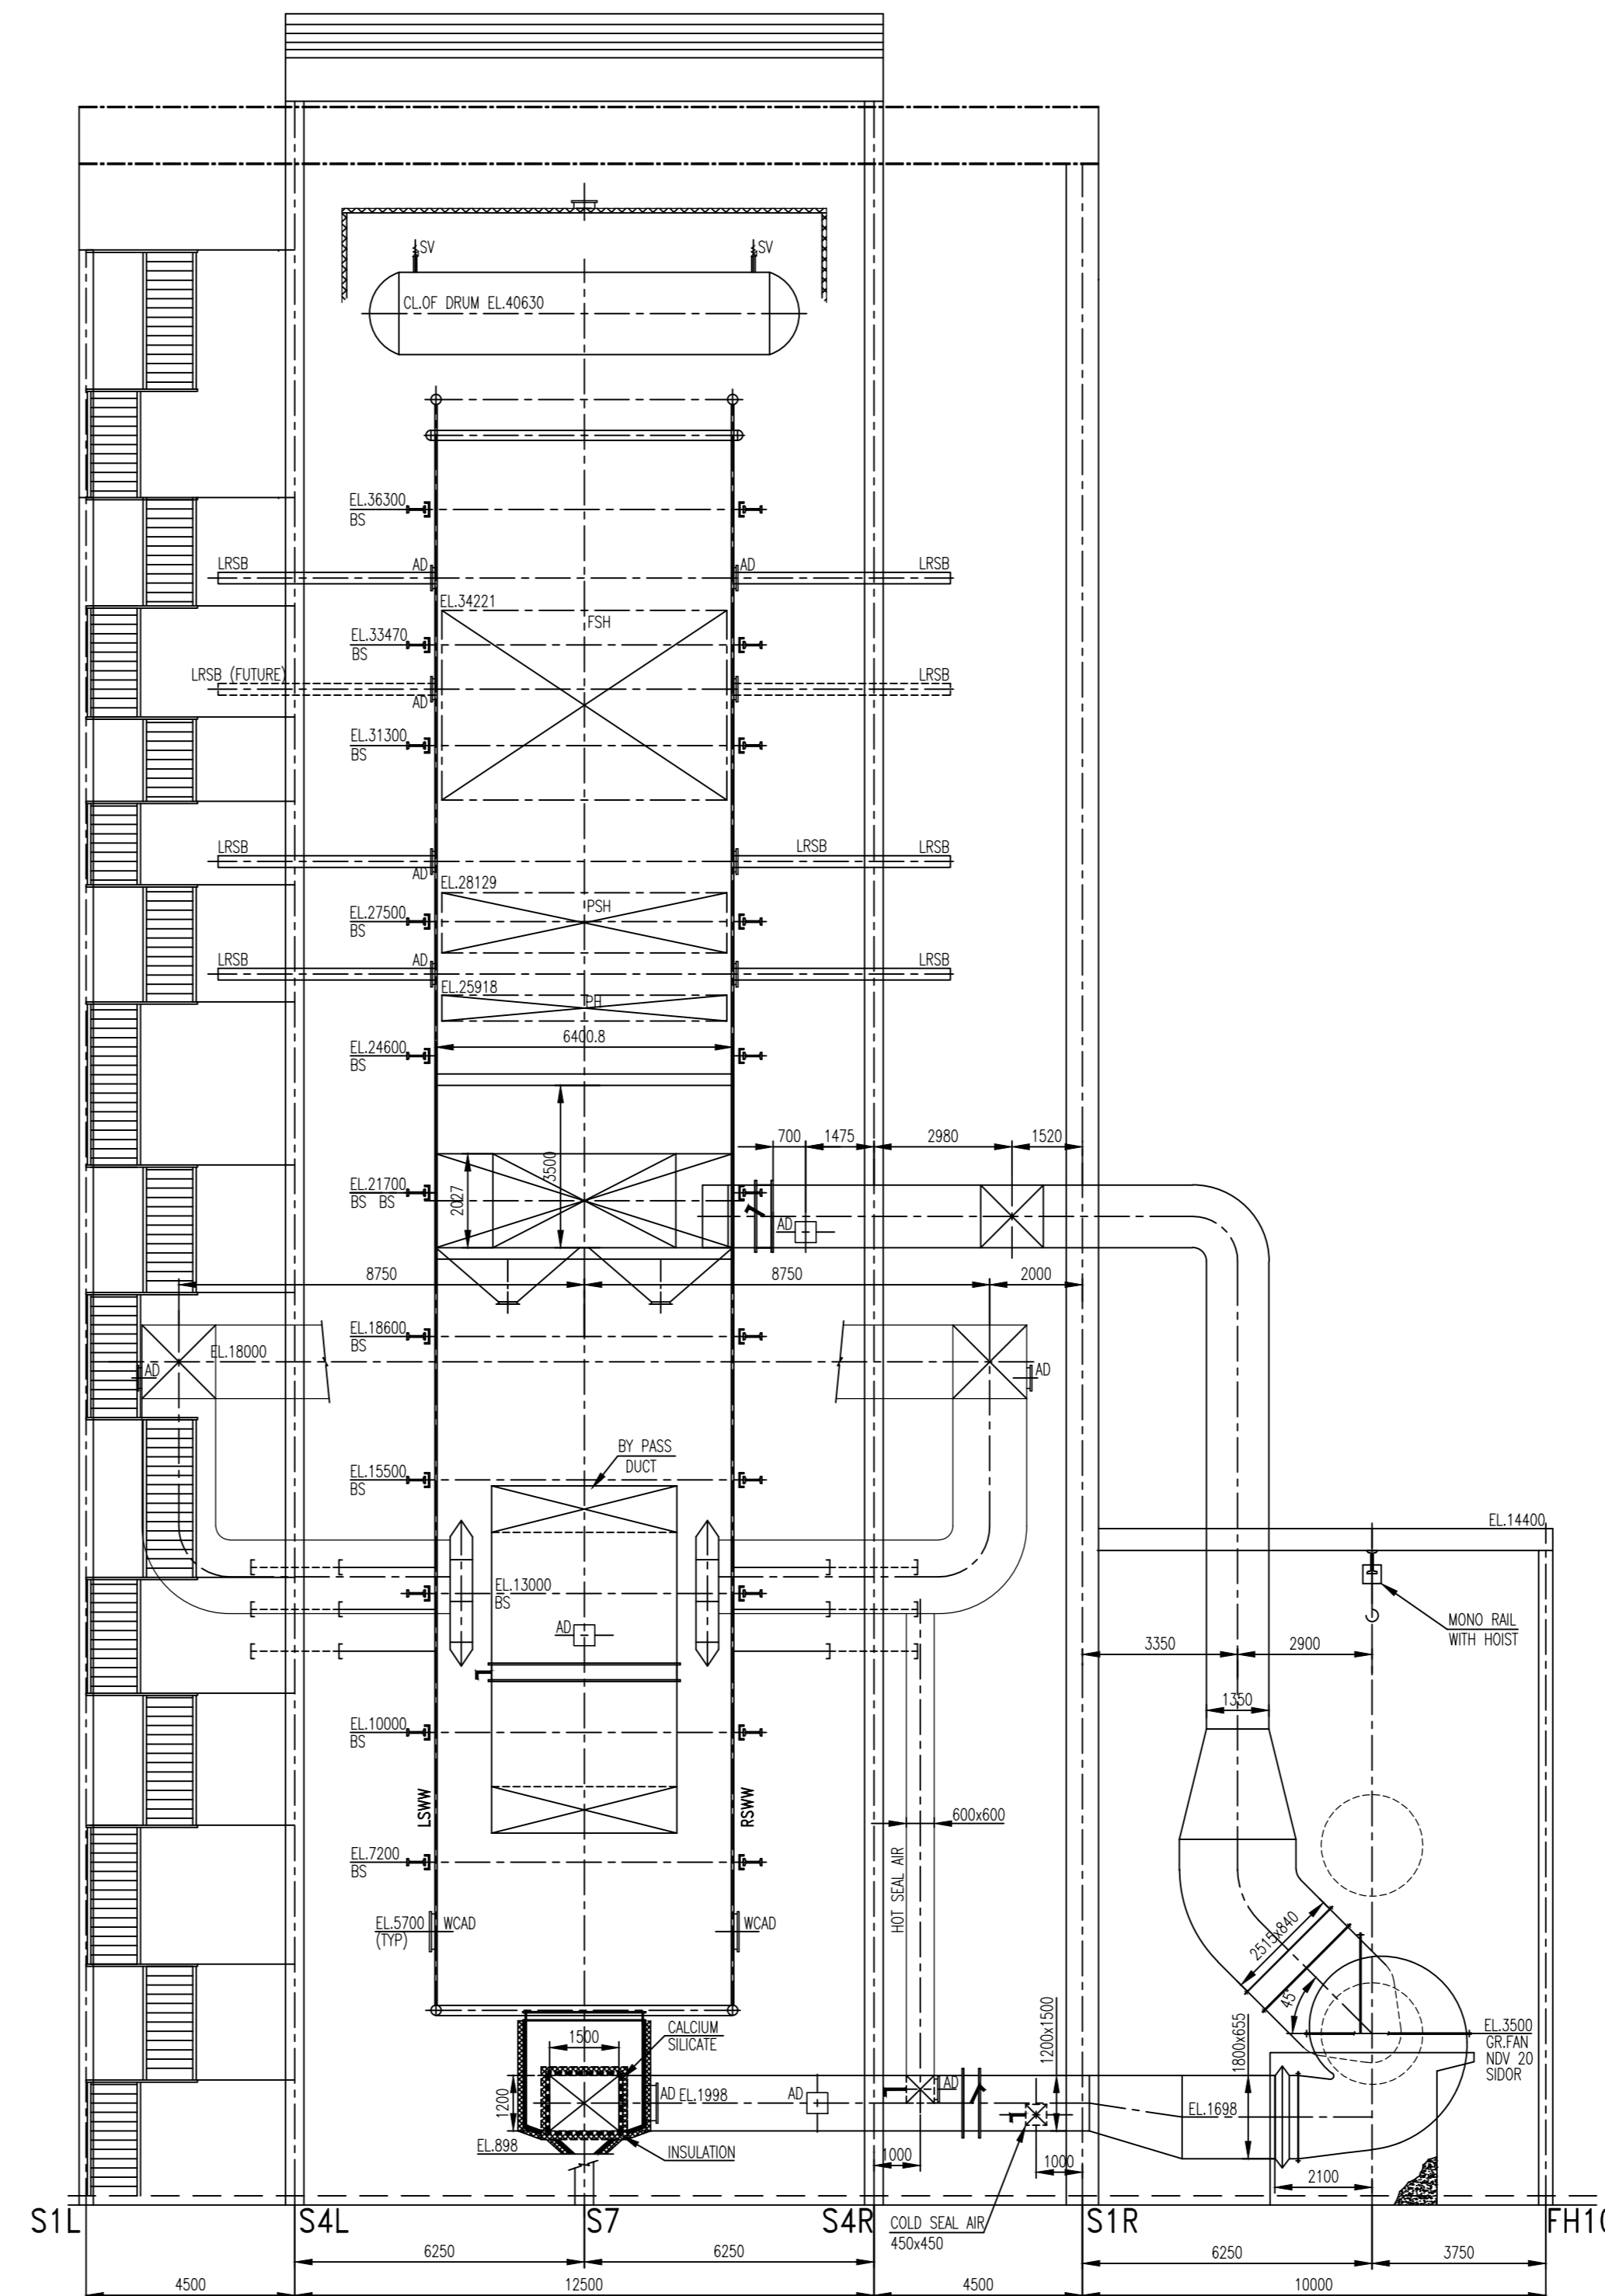 SV
SV
CL.OF DRUM EL.40630
EL.36300
BS
LRSB
AD
AD
LRSB
EL.34221
FSH
EL.33470
BS
LRSB (FUTURE)
LRSB
AD
EL.31300
BS
LRSB
LRSB
LRSB
AD
EL.28129
PSH
EL.27500
BS
LRSB
AD
LRSB
EL.25918
PH
6400.8
EL.24600
BS
700
1475
2980
1520
3500
EL.21700
BS BS
2027
AD
8750
8750
2000
EL.18600
BS
EL.18000
AD
AD
BY PASS
DUCT
EL.15500
BS
EL.14400
EL.13000
BS
AD
MONO RAIL
WITH HOIST
3350
2900
1350
EL.10000
BS
LSWW
RSWW
600x600
EL.7200
BS
HOT SEAL AIR
EL.5700
(TYP)
WCAD
WCAD
2515x840
45°
1500
CALCIUM
SILICATE
1200x1500
1800x655
EL.3500
GR.FAN
NDV 20
SIDOR
1200
AD
EL.1998
AD
AD
EL.1698
EL.898
INSULATION
1000
1000
2100
S1L
S4L
S7
S4R
COLD SEAL AIR
450x450
S1R
FH10
6250
6250
6250
3750
4500
12500
4500
10000